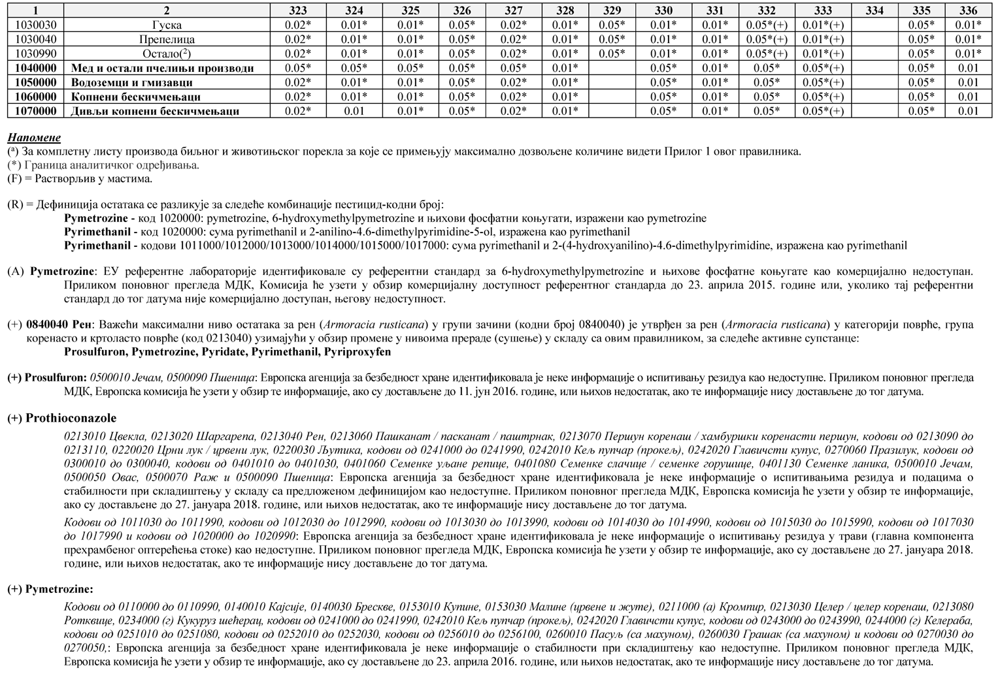 1 2 323 324 325 326 327 328 329 330 331 332 333 334 335 336
1030030 Гуска 0.02* 0.01* 0.01* 0.05* 0.02* 0.01* 0.05* 0.01* 0.01* 0.05*(+) 0.01*(+) 0.05* 0.01*
1030040 Препелица 0.02* 0.01* 0.01* 0.05* 0.02* 0.01* 0.05* 0.01* 0.01* 0.05*(+) 0.01*(+) 0.05* 0.01*
1030990 Остало(²) 0.02* 0.01* 0.01* 0.05* 0.02* 0.01* 0.05* 0.01* 0.01* 0.05*(+) 0.01*(+) 0.05* 0.01*
1040000 Мед и остали пчелињи производи 0.05* 0.05* 0.05* 0.05* 0.05* 0.01* 0.05* 0.01* 0.05* 0.05*(+) 0.05* 0.01
1050000 Водоземци и гмизавци 0.02* 0.01* 0.01* 0.05* 0.02* 0.01* 0.05* 0.01* 0.05* 0.05*(+) 0.05* 0.01
1060000 Копнени бескичмењаци 0.02* 0.01* 0.01* 0.05* 0.02* 0.01* 0.05* 0.01* 0.05* 0.05*(+) 0.05* 0.01
1070000 Дивљи копнени бескичмењаци 0.02* 0.01 0.01* 0.05* 0.02* 0.01* 0.05* 0.01* 0.05* 0.05*(+) 0.05* 0.01
Напомене
(ª) За комплетну листу производа биљног и животињског порекла за које се примењују максимално дозвољене количине видети Прилог 1 овог правилника.
(*) Граница аналитичког одређивања.
(F) = Растворљив у мастима.
(R) = Дефиниција остатака се разликује за следеће комбинације пестицид-кодни број:
Pymetrozine - код 1020000: pymetrozine, 6-hydroxymethylpymetrozine и њихови фосфатни коњугати, изражени као pymetrozine
Pyrimethanil - код 1020000: сума pyrimethanil и 2-anilino-4.6-dimethylpyrimidine-5-ol, изражена као pyrimethanil
Pyrimethanil - кодови 1011000/1012000/1013000/1014000/1015000/1017000: сума pyrimethanil и 2-(4-hydroxyanilino)-4.6-dimethylpyrimidine, изражена као pyrimethanil
(A) Pymetrozine: ЕУ референтне лабораторије идентификовале су референтни стандард за 6-hydroxymethylpymetrozine и њихове фосфатне коњугате као комерцијално недоступан.
Приликом поновног прегледа МДК, Комисија ће узети у обзир комерцијалну доступност референтног стандарда до 23. априла 2015. године или, уколико тај референтни
стандард до тог датума није комерцијално доступан, његову недоступност.
(+) 0840040 Рен: Важећи максимални ниво остатака за рен (Armoracia rusticana) у групи зачини (кодни број 0840040) је утврђен за рен (Armoracia rusticana) у категорији поврће, група
коренасто и кртоласто поврће (код 0213040) узимајући у обзир промене у нивоима прераде (сушење) у складу са овим правилником, за следеће активне супстанце:
Prosulfuron, Pymetrozine, Pyridate, Pyrimethanil, Pyriproxyfen
(+) Prosulfuron: 0500010 Јечам, 0500090 Пшеница: Европска агенција за безбедност хране идентификовала је неке информације о испитивању резидуа као недоступне. Приликом поновног прегледа
МДК, Европска комисија ће узети у обзир те информације, ако су достављене до 11. јун 2016. године, или њихов недостатак, ако те информације нису достављене до тог датума.
(+) Prothioconazole
0213010 Цвекла, 0213020 Шаргарепа, 0213040 Рен, 0213060 Пашканат / пасканат / паштрнак, 0213070 Першун коренаш / хамбуршки коренасти першун, кодови од 0213090 до
0213110, 0220020 Црни лук / црвени лук, 0220030 Љутика, кодови од 0241000 до 0241990, 0242010 Кељ пупчар (прокељ), 0242020 Главичсти купус, 0270060 Празилук, кодови од
0300010 до 0300040, кодови од 0401010 до 0401030, 0401060 Семенке уљане репице, 0401080 Семенке слачице / семенке горушице, 0401130 Семенке ланика, 0500010 Јечам,
0500050 Овас, 0500070 Раж и 0500090 Пшеница: Европска агенција за безбедност хране идентификовала је неке информације о испитивањима резидуа и подацима о
стабилности при складиштењу у складу са предложеном дефиницијом као недоступне. Приликом поновног прегледа МДК, Европска комисија ће узети у обзир те информације,
ако су достављене до 27. јануара 2018. године, или њихов недостатак, ако те информације нису достављене до тог датума.
Кодови од 1011030 до 1011990, кодови од 1012030 до 1012990, кодови од 1013030 до 1013990, кодови од 1014030 до 1014990, кодови од 1015030 до 1015990, кодови од 1017030
до 1017990 и кодови од 1020000 до 1020990: Европска агенција за безбедност хране идентификовала је неке информације о испитивању резидуа у трави (главна компонента
прехрамбеног оптерећења стоке) као недоступне. Приликом поновног прегледа МДК, Европска комисија ће узети у обзир те информације, ако су достављене до 27. јануара 2018.
године, или њихов недостатак, ако те информације нису достављене до тог датума.
(+) Pymetrozine:
Кодови од 0110000 до 0110990, 0140010 Кајсије, 0140030 Брескве, 0153010 Купине, 0153030 Малине (црвене и жуте), 0211000 (а) Кромпир, 0213030 Целер / целер коренаш, 0213080
Ротквице, 0234000 (г) Кукуруз шећерац, кодови од 0241000 до 0241990, 0242010 Кељ пупчар (прокељ), 0242020 Главичсти купус, кодови од 0243000 до 0243990, 0244000 (г) Келераба,
кодови од 0251010 до 0251080, кодови од 0252010 до 0252030, кодови од 0256010 до 0256100, 0260010 Пасуљ (са махуном), 0260030 Грашак (са махуном) и кодови од 0270030 до
0270050,: Европска агенција за безбедност хране идентификовала је неке информације о стабилности при складиштењу као недоступне. Приликом поновног прегледа МДК,
Европска комисија ће узети у обзир те информације, ако су достављене до 23. априла 2016. године, или њихов недостатак, ако те информације нису достављене до тог датума.